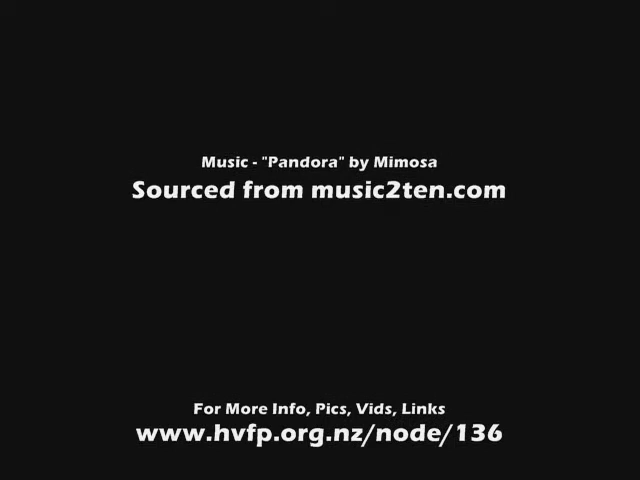 Music - "Pandora" by Mimosa
Sourced from music2ten.com
For More Info, Pics, Vids, Links
www.hvfp.org.nz/node/136